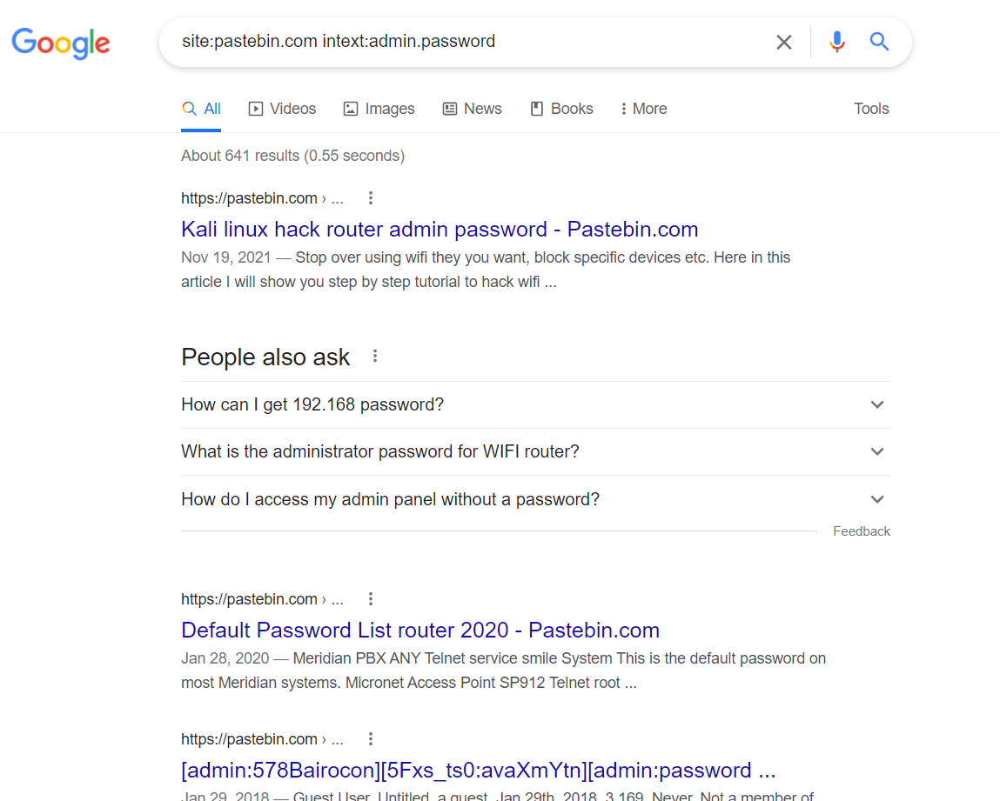 Google
site:pastebin.com intext:admin.password
All Videos Images News Books More Tools
About 641 results (0.55 seconds)
https://pastebin.com › ...
Kali linux hack router admin password - Pastebin.com
Nov 19, 2021 — Stop over using wifi they you want, block specific devices etc. Here in this
article I will show you step by step tutorial to hack wifi ...
People also ask
How can I get 192.168 password?
What is the administrator password for WIFI router?
How do I access my admin panel without a password?
Feedback
https://pastebin.com › ...
Default Password List router 2020 - Pastebin.com
Jan 28, 2020 — Meridian PBX ANY Telnet service smile System This is the default password on
most Meridian systems. Micronet Access Point SP912 Telnet root ...
https://pastebin.com › ...
[admin:578Bairocon][5Fxs_ts0:avaXmYtn][admin:password ...
Jan 29, 2018 — Guest User. Untitled. a guest. Jan 29th, 2018. 3,169. Never. Not a member of